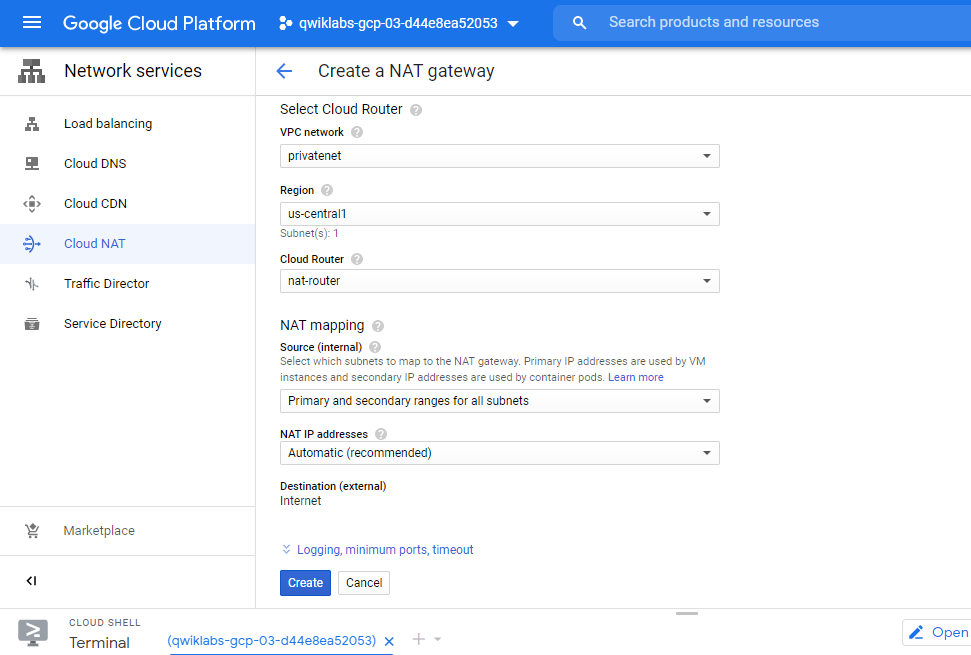 Google Cloud Platform
qwiklabs-gcp-03-d44e8ea52053
Search products and resources
Network services
Create a NAT gateway
Load balancing
Cloud DNS
Cloud CDN
Cloud NAT
Traffic Director
Service Directory
Marketplace
Select Cloud Router ?
VPC network ?
privatenet
Region ?
us-central1
Subnet(s): 1
Cloud Router ?
nat-router
NAT mapping ?
Source (internal) ?
Select which subnets to map to the NAT gateway. Primary IP addresses are used by VM
instances and secondary IP addresses are used by container pods. Learn more
Primary and secondary ranges for all subnets
NAT IP addresses ?
Automatic (recommended)
Destination (external)
Internet
Logging, minimum ports, timeout
Create Cancel
CLOUD SHELL
Terminal
(qwiklabs-gcp-03-d44e8ea52053)
Open